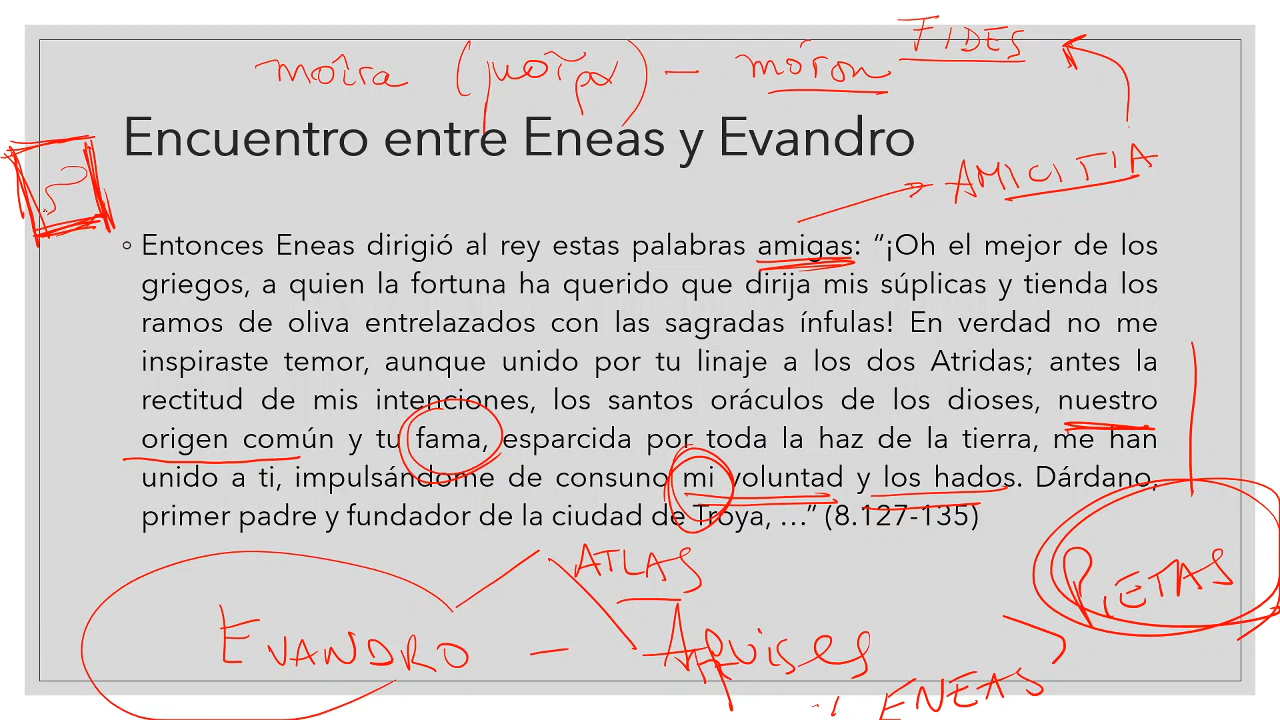 FIDES
moîra (μοῖρα) – móron
Encuentro entre Eneas y Evandro
AMICITIA
◦ Entonces Eneas dirigió al rey estas palabras amigas: “¡Oh el mejor de los
griegos, a quien la fortuna ha querido que dirija mis súplicas y tienda los
ramos de oliva entrelazados con las sagradas ínfulas! En verdad no me
inspiraste temor, aunque unido por tu linaje a los dos Atridas; antes la
rectitud de mis intenciones, los santos oráculos de los dioses, nuestro
origen común y tu fama, esparcida por toda la haz de la tierra, me han
unido a ti, impulsándome de consuno mi voluntad y los hados. Dárdano,
primer padre y fundador de la ciudad de Troya, …” (8.127-135)
ATLAS
PIETAS
EVANDRO –
ENEAS